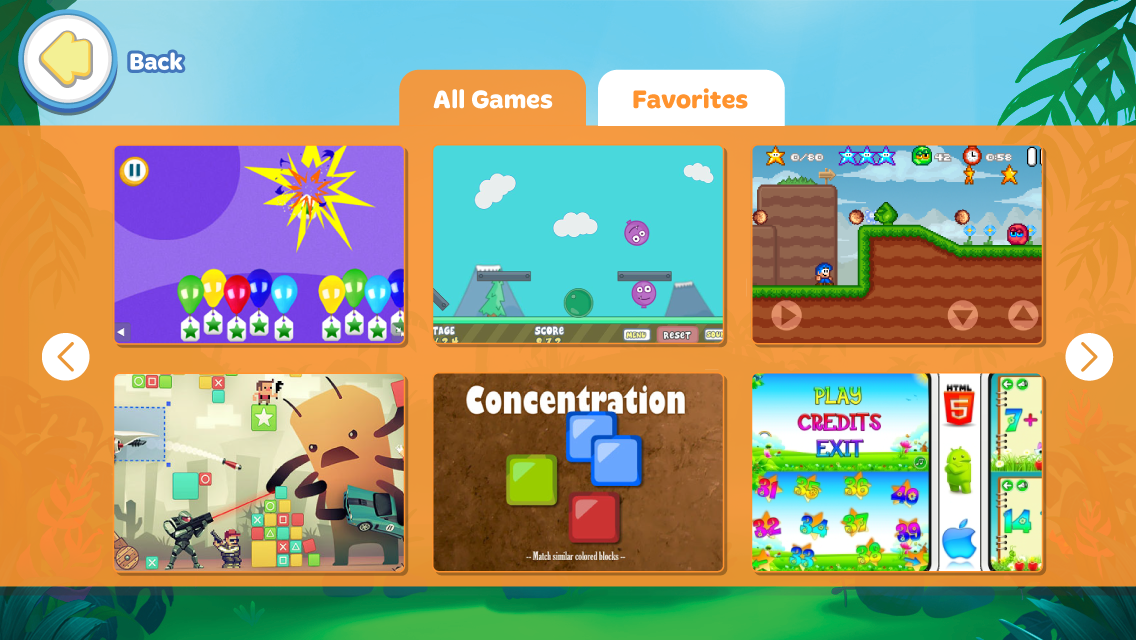 Back
All Games
Favorites
0/80
42
0:58
TAGE
SCORE
MENU
RESET
SOU
Concentration
-- Match similar colored blocks --
PLAY
CREDITS
EXIT
HTML
5
7+
14
31
35
36
40
32
34
37
39
33
38